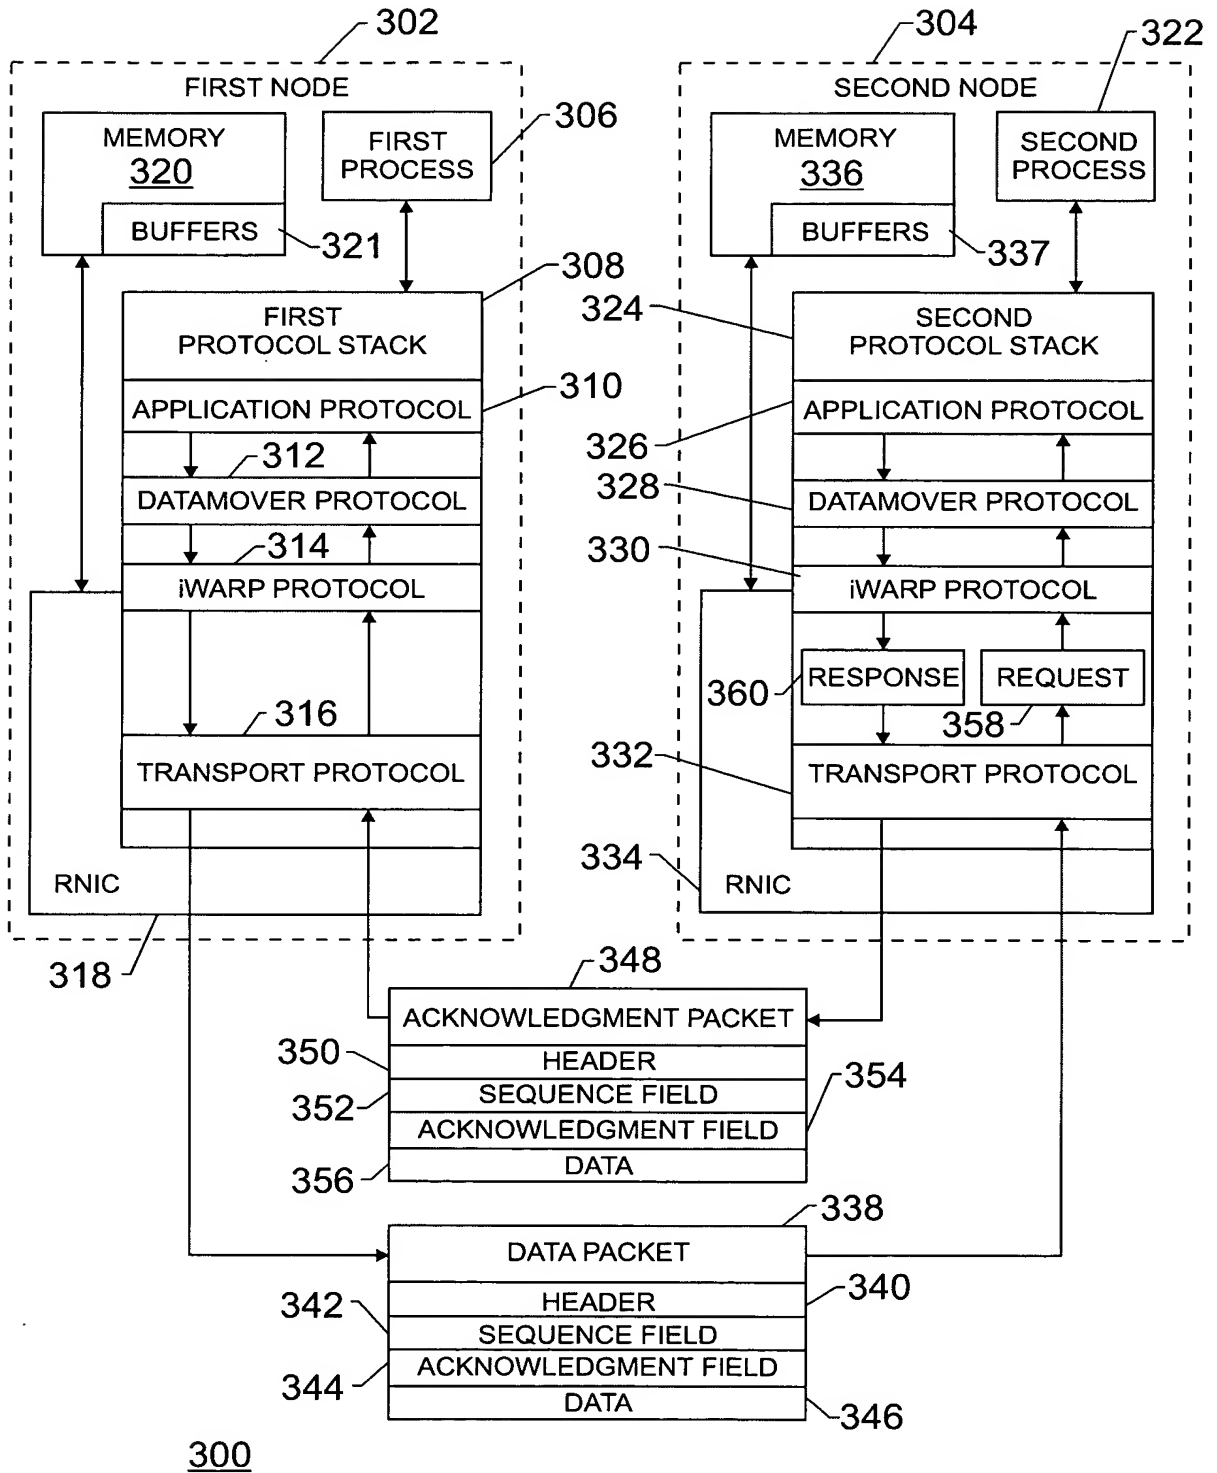 302
304
322
FIRST NODE
MEMORY
320
BUFFERS
321
FIRST
PROCESS
306
308
FIRST
PROTOCOL STACK
APPLICATION PROTOCOL
310
312
DATAMOVER PROTOCOL
314
iWARP PROTOCOL
316
TRANSPORT PROTOCOL
RNIC
318
SECOND NODE
MEMORY
336
BUFFERS
337
SECOND
PROCESS
324
SECOND
PROTOCOL STACK
APPLICATION PROTOCOL
326
328
DATAMOVER PROTOCOL
330
iWARP PROTOCOL
360
RESPONSE
REQUEST
358
332
TRANSPORT PROTOCOL
334
RNIC
348
ACKNOWLEDGMENT PACKET
350
HEADER
352
SEQUENCE FIELD
354
ACKNOWLEDGMENT FIELD
356
DATA
338
DATA PACKET
HEADER
340
342
SEQUENCE FIELD
344
ACKNOWLEDGMENT FIELD
DATA
346
300